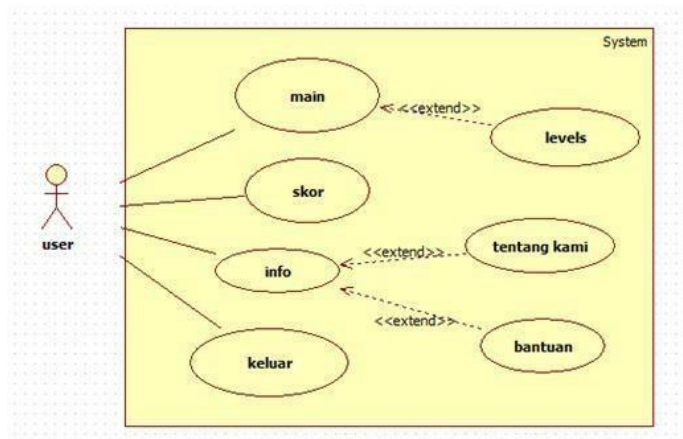 System
main
<<extend>>
levels
skor
user
tentang kami
<<extend>>
info
<<extend>>
bantuan
keluar